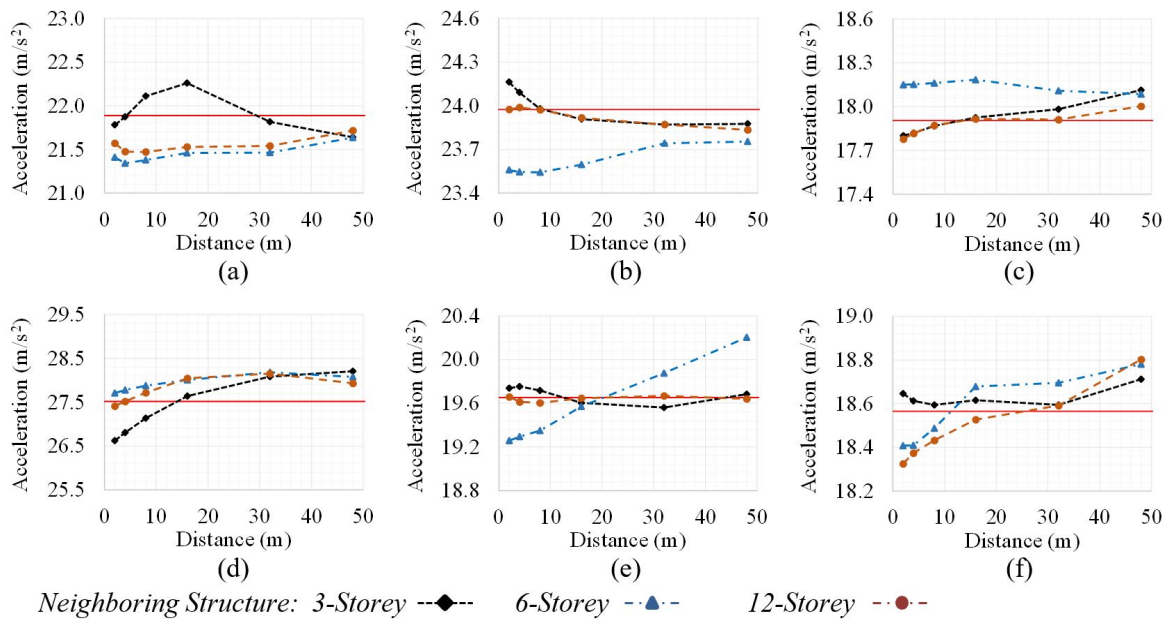 23.0
22.5
22.0
21.5
21.0
Acceleration (m/s²)
0 10 20 30 40 50
Distance (m)
(a)
24.6
24.2
24.0
23.7
23.4
Acceleration (m/s²)
0 10 20 30 40 50
Distance (m)
(b)
18.6
18.3
18.0
17.7
17.4
Acceleration (m/s²)
0 10 20 30 40 50
Distance (m)
(c)
29.5
28.5
27.5
26.5
25.5
Acceleration (m/s²)
0 10 20 30 40 50
Distance (m)
(d)
20.4
20.0
19.6
19.2
18.8
Acceleration (m/s²)
0 10 20 30 40 50
Distance (m)
(e)
19.0
18.8
18.6
18.4
18.2
Acceleration (m/s²)
0 10 20 30 40 50
Distance (m)
(f)
Neighboring Structure: 3-Storey 6-Storey 12-Storey